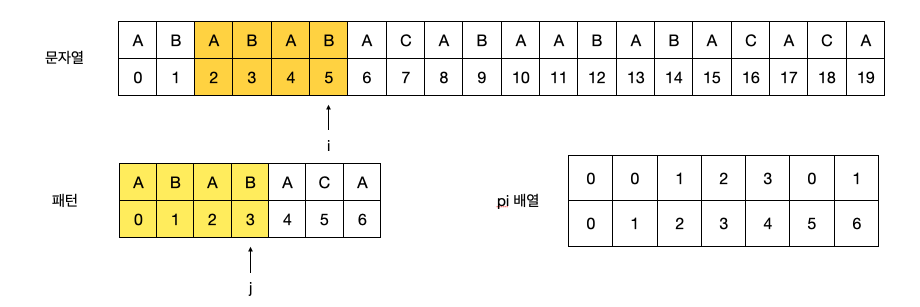 문자열
A B A B A B A C A B A A B A B A C A C A
0 1 2 3 4 5 6 7 8 9 10 11 12 13 14 15 16 17 18 19
i
패턴
A B A B A C A
0 1 2 3 4 5 6
j
pi 배열
0 0 1 2 3 0 1
0 1 2 3 4 5 6